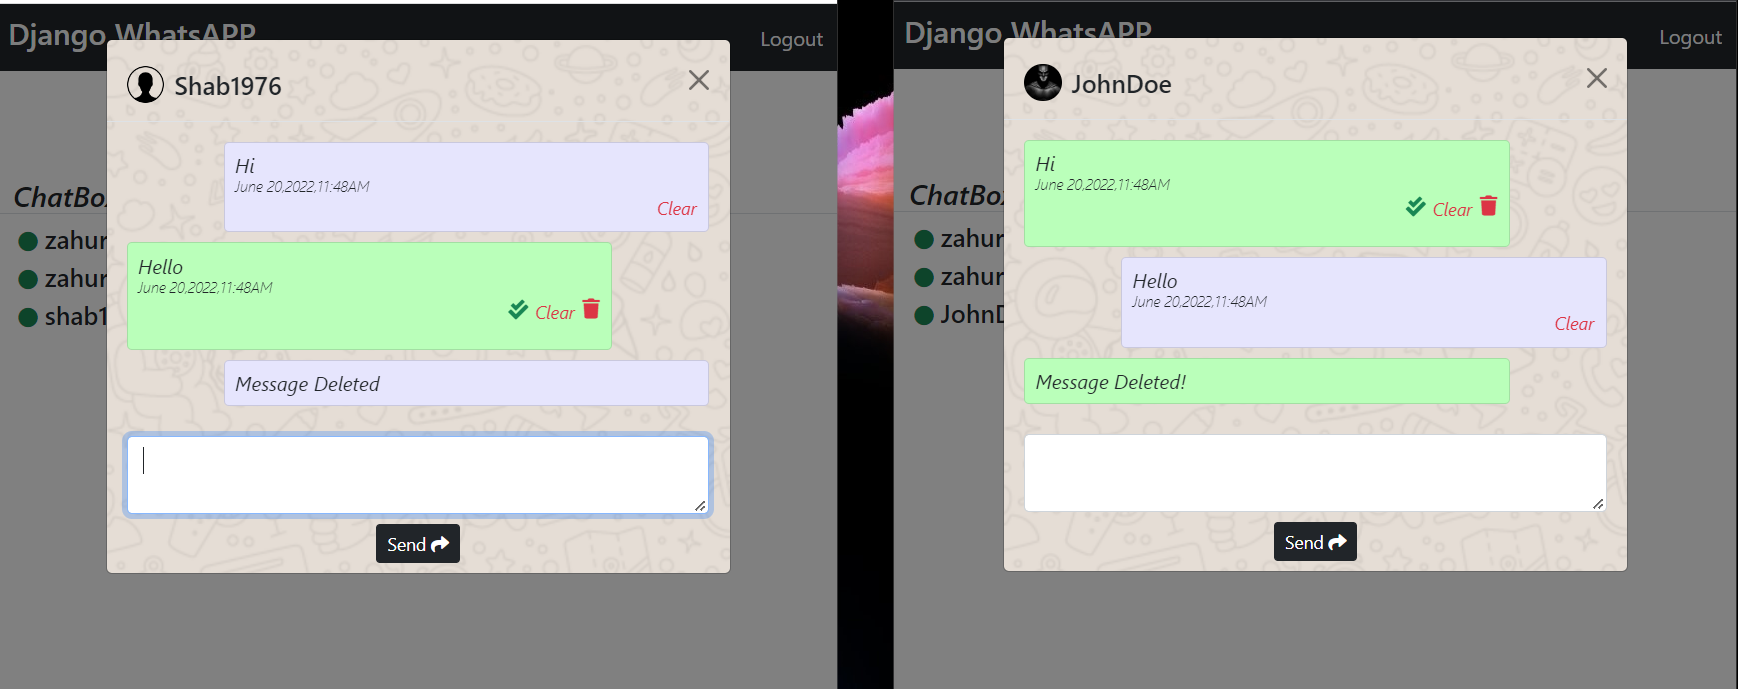 Django WhatsAPP
Logout
Shab1976
Hi
June 20,2022,11:48AM
Clear
Hello
June 20,2022,11:48AM
Clear
Message Deleted
Send
ChatBo
zahur
zahur
shab1
Django WhatsAPP
Logout
JohnDoe
Hi
June 20,2022,11:48AM
Clear
Hello
June 20,2022,11:48AM
Clear
Message Deleted!
Send
ChatBo
zahur
zahur
JohnD